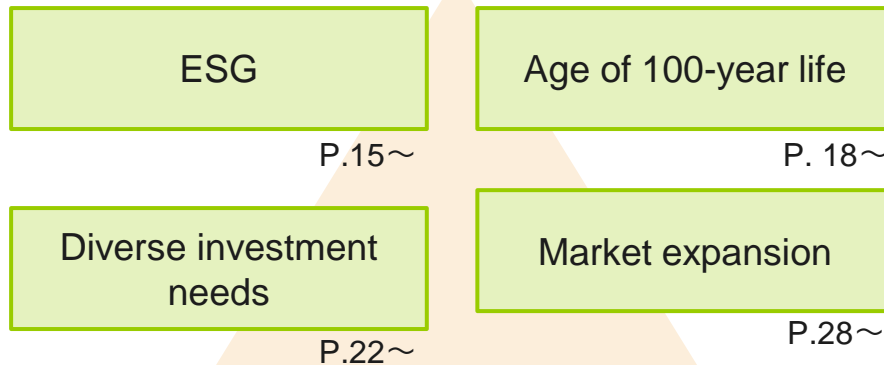 ESG
P.15～
Age of 100-year life
P. 18～
Diverse investment
needs
P.22～
Market expansion
P.28～